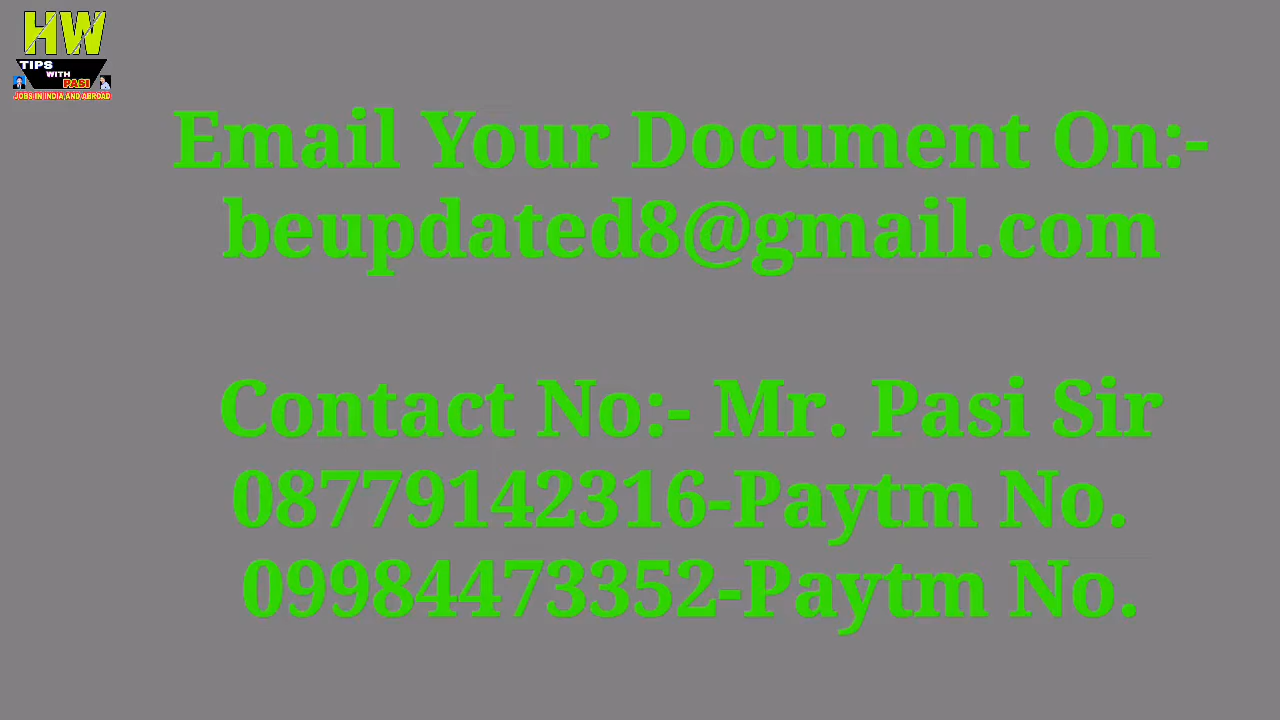 HW
TIPS
WITH
PASI
JOBS IN INDIA AND ABROAD
Email Your Document On:-
beupdated8@gmail.com
Contact No:- Mr. Pasi Sir
08779142316-Paytm No.
09984473352-Paytm No.